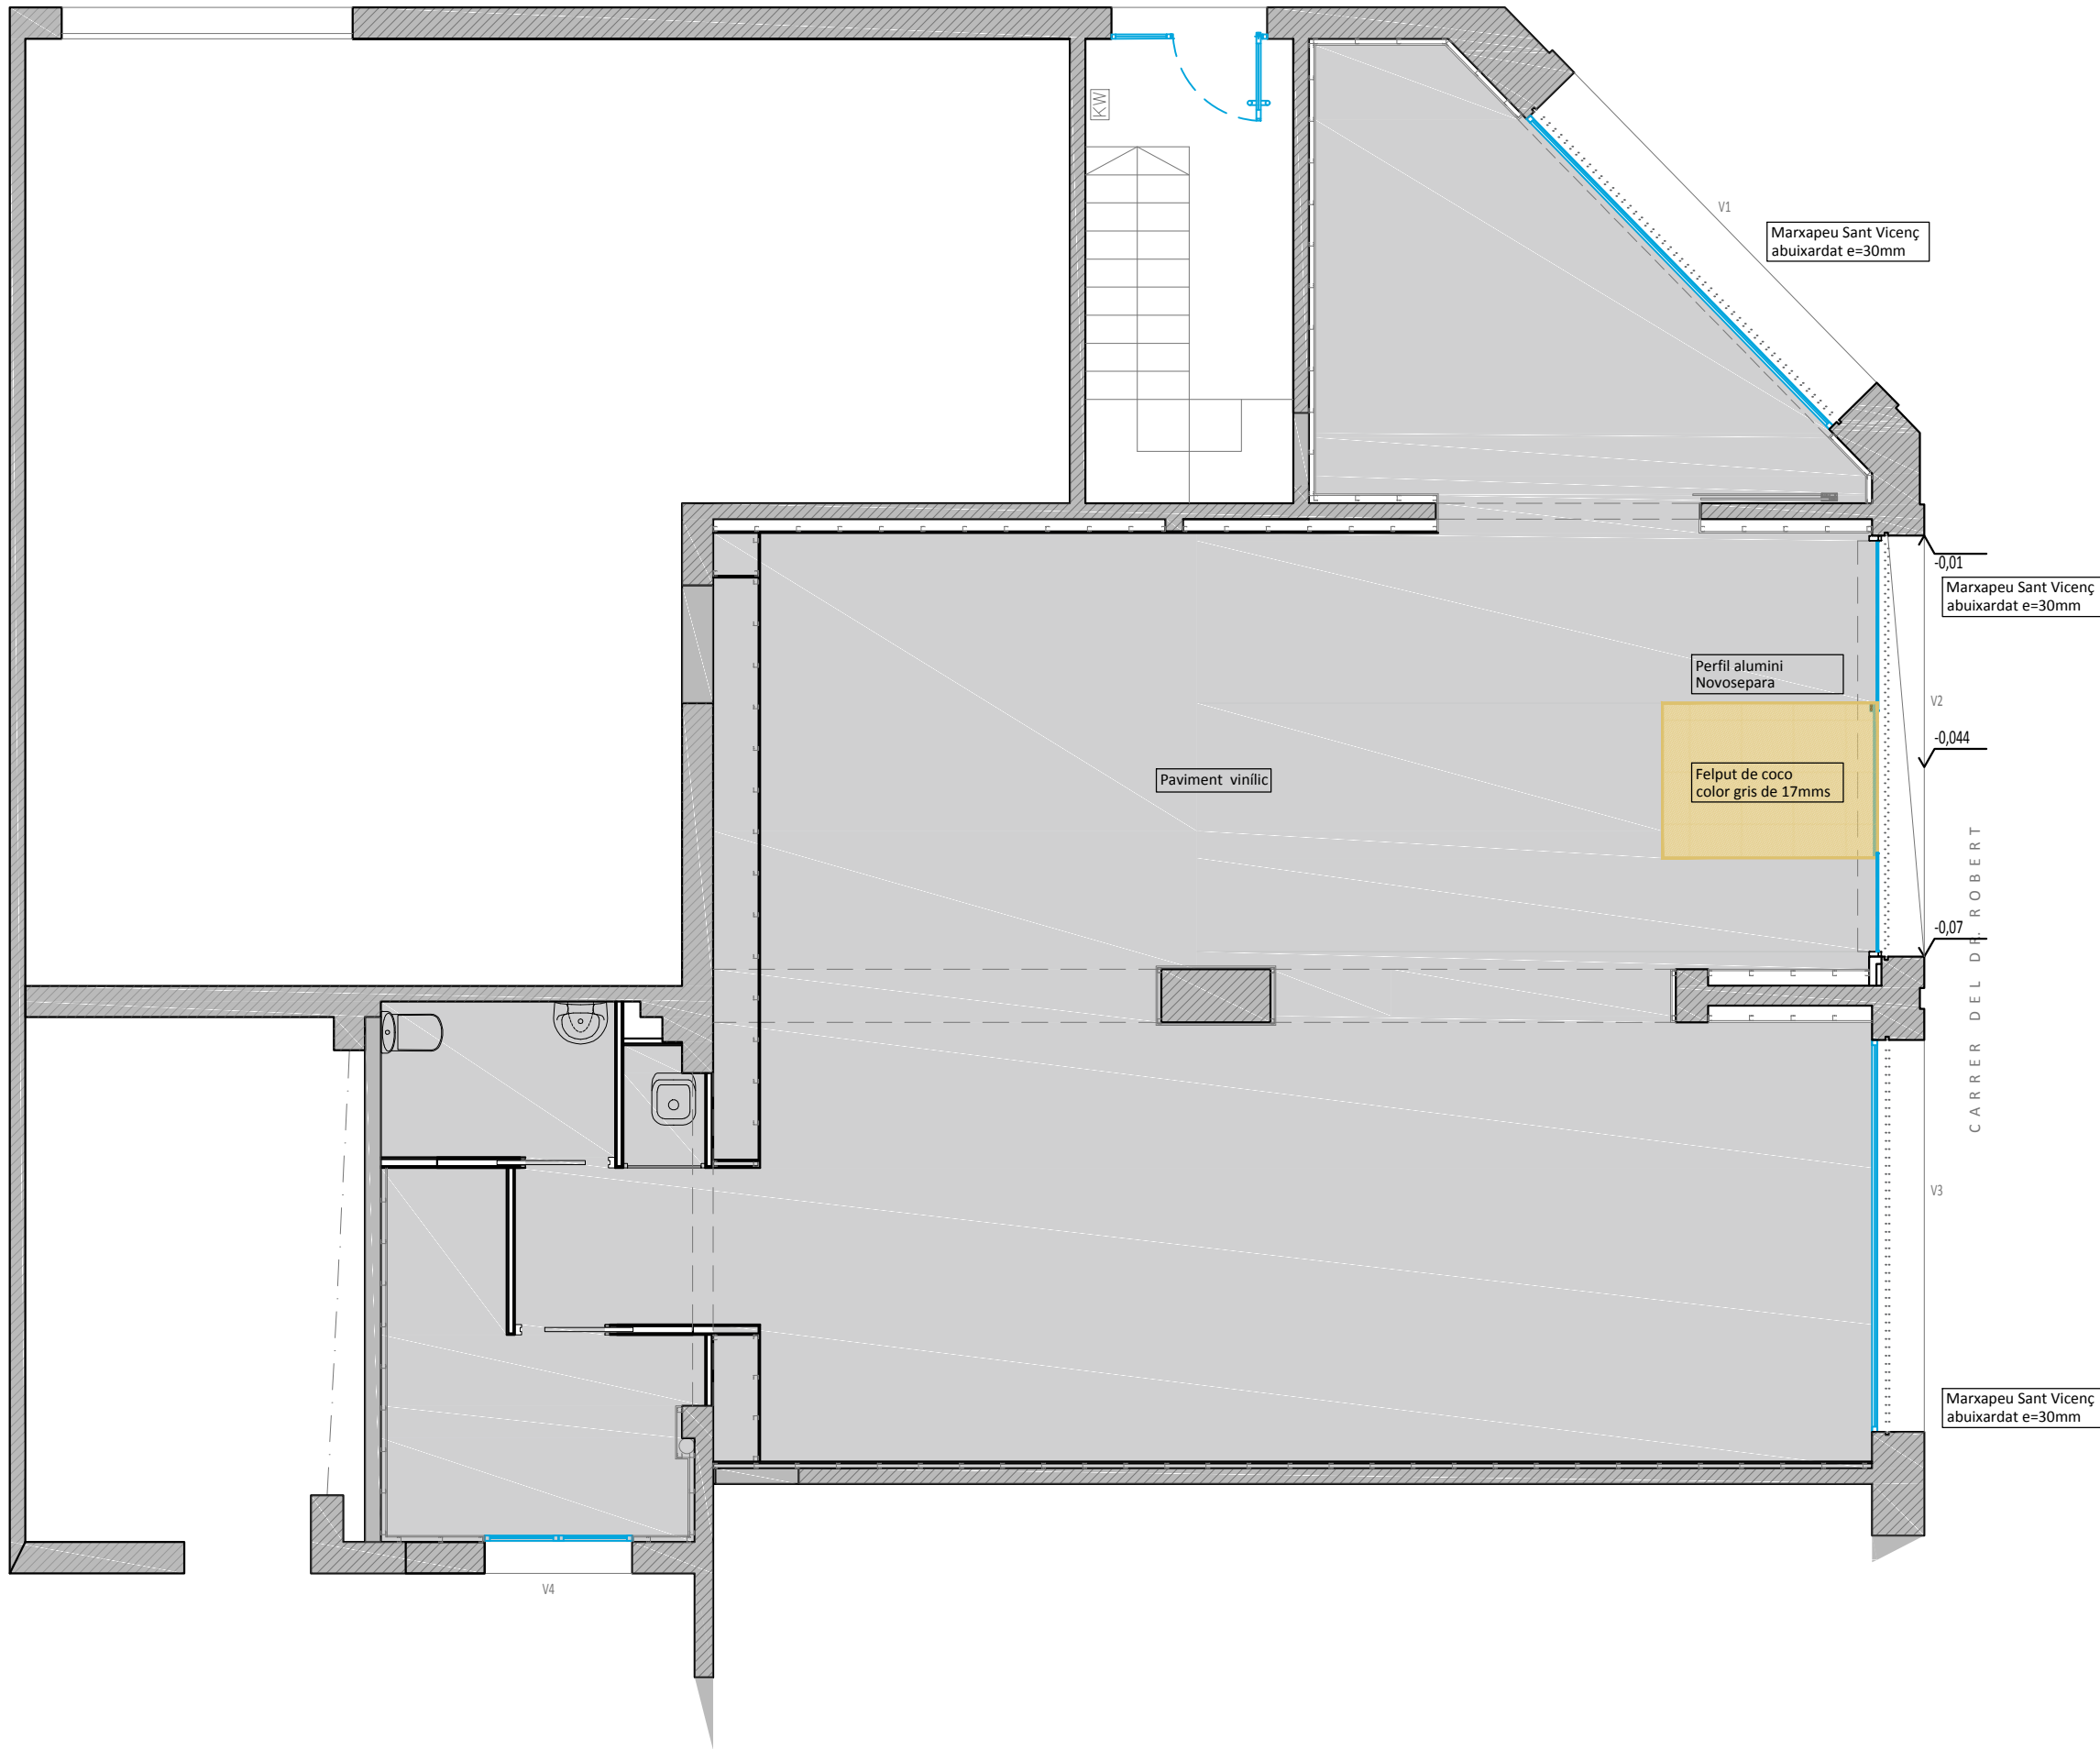 KW
V1
Marxapeu Sant Vicenç
abuixardat e=30mm
-0,01
Marxapeu Sant Vicenç
abuixardat e=30mm
Perfil alumini
Novosepara
V2
-0,044
Paviment vinílic
Felput de coco
color gris de 17mms
-0,07
CARRER DEL DR. ROBERT
V3
Marxapeu Sant Vicenç
abuixardat e=30mm
V4